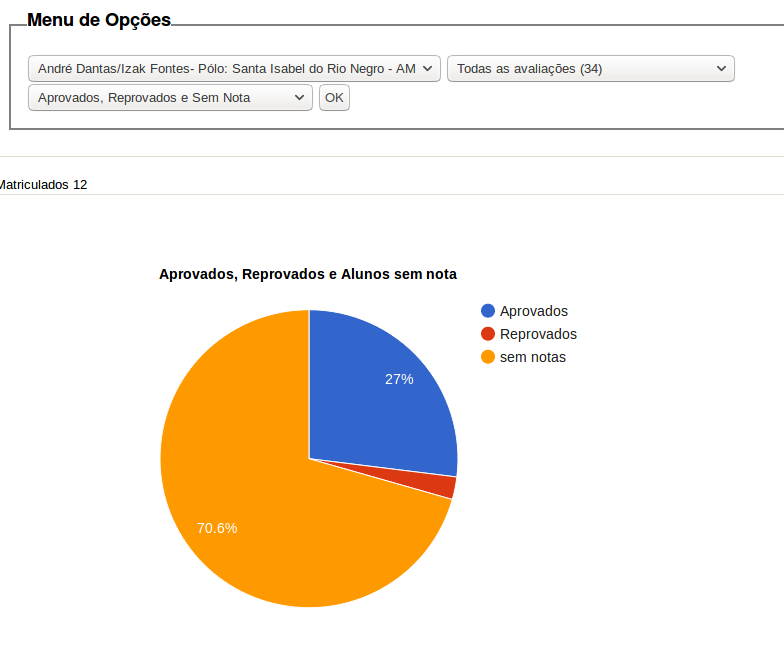 Menu de Opções
André Dantas/Izak Fontes- Pólo: Santa Isabel do Rio Negro - AM Todas as avaliações (34)
Aprovados, Reprovados e Sem Nota OK
Matriculados 12
Aprovados, Reprovados e Alunos sem nota
Aprovados
Reprovados
sem notas
27%
70.6%